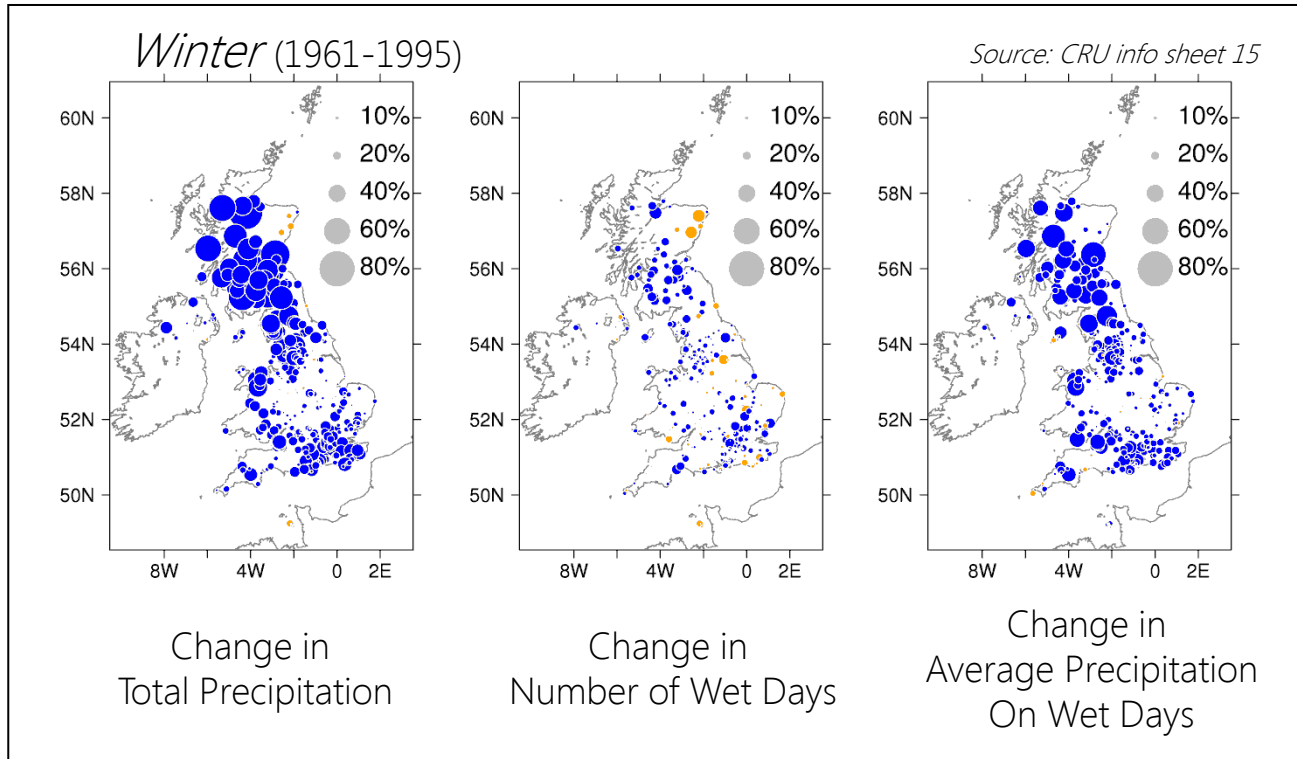 Winter (1961-1995)
Source: CRU info sheet 15
60N
58N
56N
54N
52N
50N
10%
20%
40%
60%
80%
8W 4W 0 2E
60N
58N
56N
54N
52N
50N
10%
20%
40%
60%
80%
8W 4W 0 2E
60N
58N
56N
54N
52N
50N
10%
20%
40%
60%
80%
8W 4W 0 2E
Change in
Total Precipitation
Change in
Number of Wet Days
Change in
Average Precipitation
On Wet Days